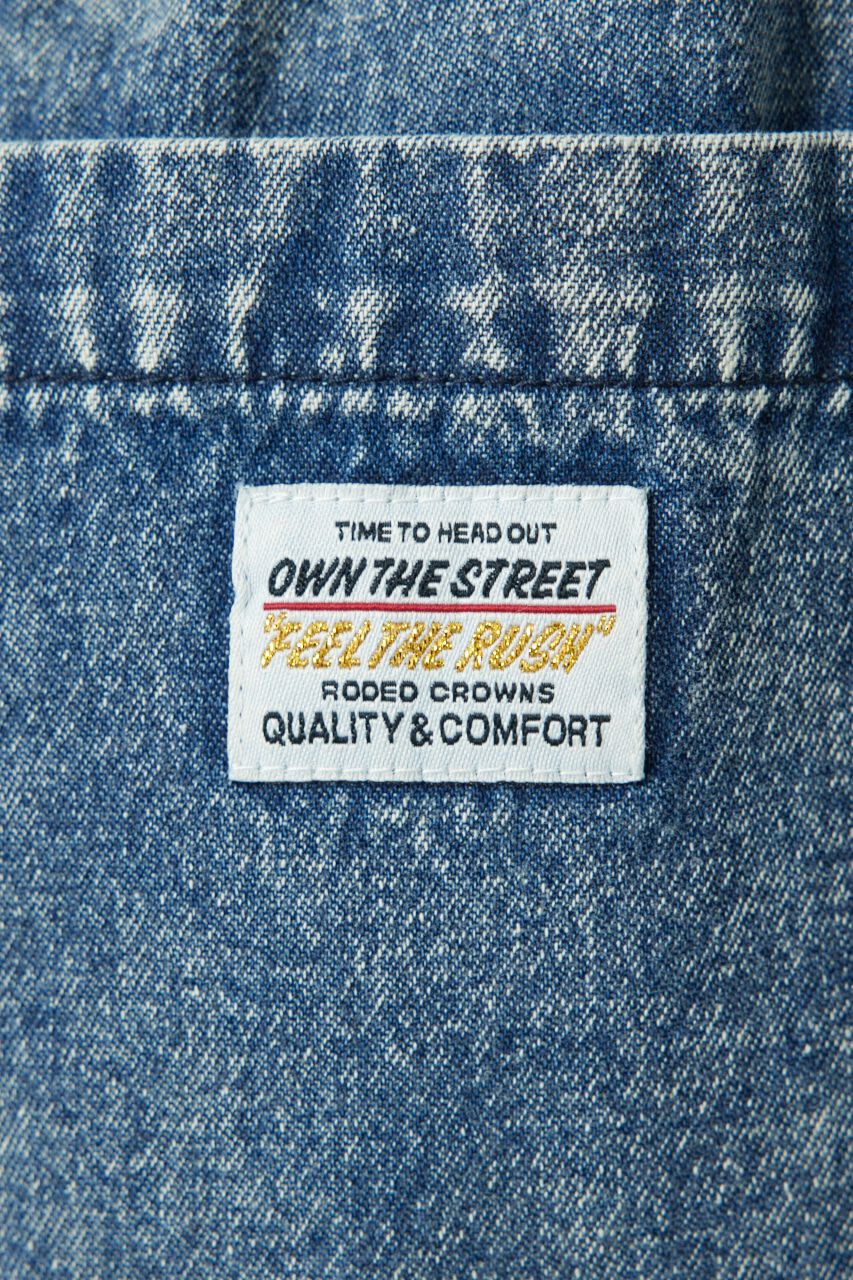 TIME TO HEAD OUT
OWN THE STREET
"FEEL THE RUSH"
RODEO CROWNS
QUALITY & COMFORT